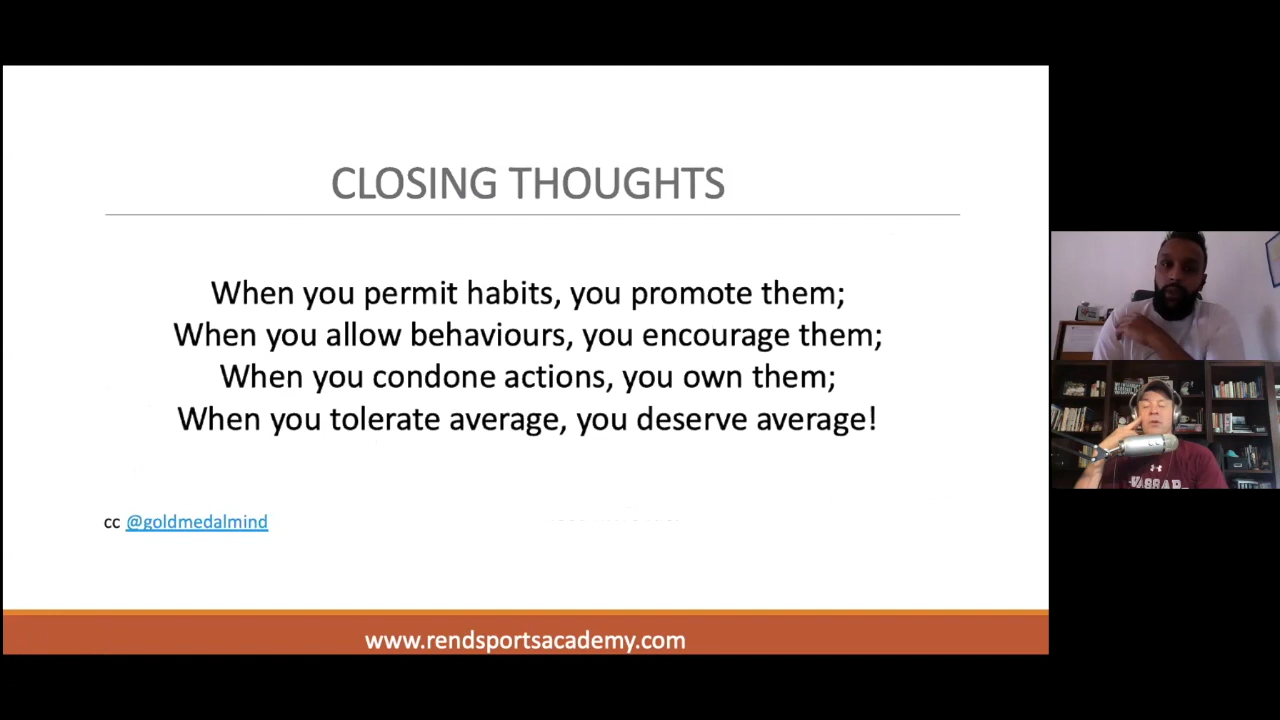 CLOSING THOUGHTS
When you permit habits, you promote them;
When you allow behaviours, you encourage them;
When you condone actions, you own them;
When you tolerate average, you deserve average!
cc @goldmedalmind
www.rendsportsacademy.com
VASSAR